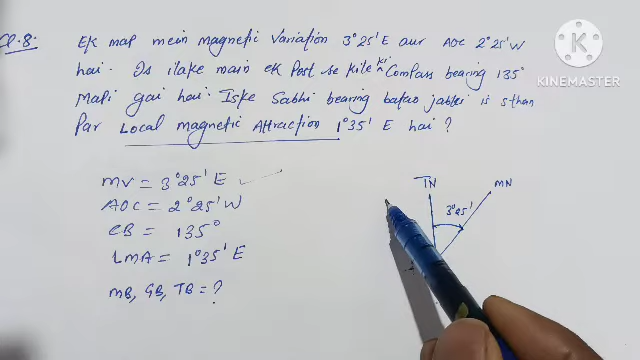 Q.8. Ek map mein magnetic Variation 3°25' E aur AOC 2°25' W
hai. Is ilake main ek Post se kile ki Compass bearing 135°
Mapi gai hai. Iske Sabhi bearing batao jabki is sthan
Par Local magnetic Attraction 1°35' E hai?
KINEMASTER
MV = 3°25' E
AOC = 2°25' W
CB = 135°
LMA = 1°35' E
MB, GB, TB = ?
TN
MN
3°25'